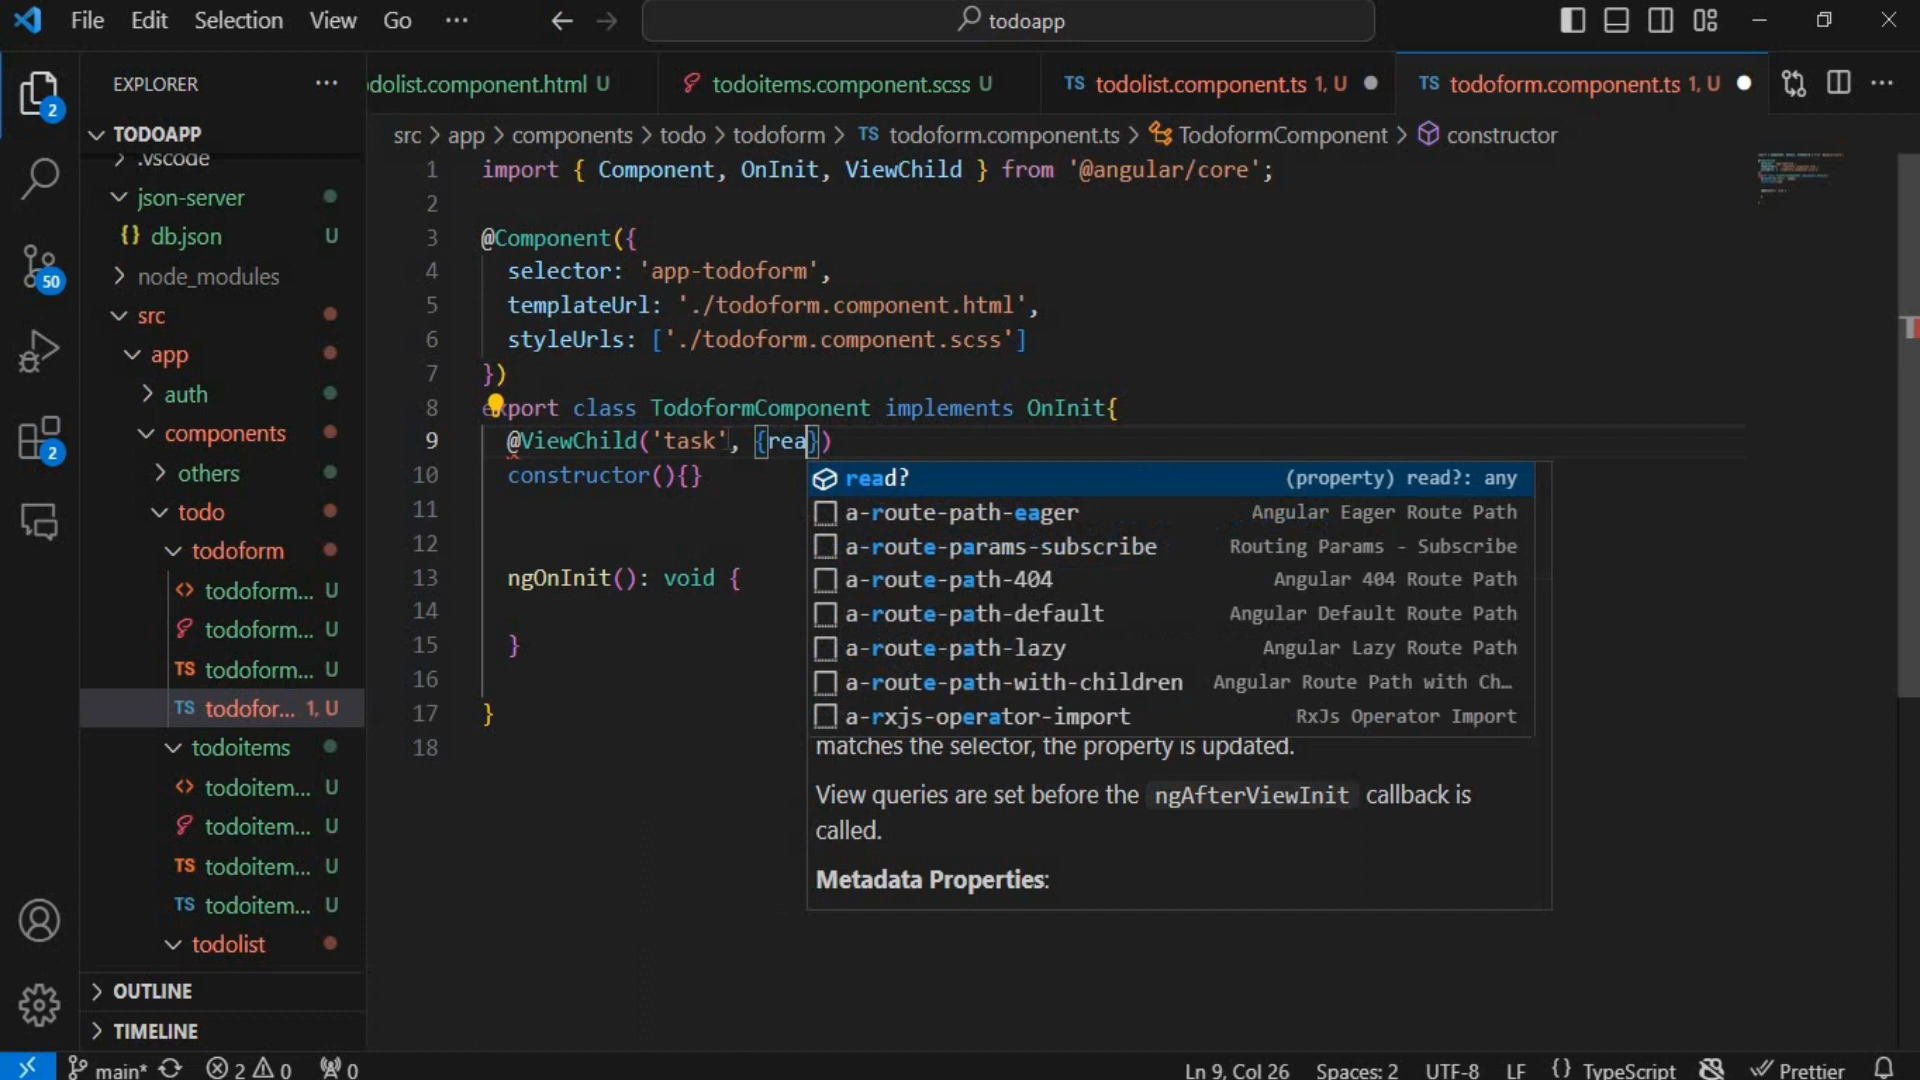 File Edit Selection View Go ··· todoapp
EXPLORER ···
dolist.component.html U
todoitems.component.scss U
TS todolist.component.ts 1, U
TS todoform.component.ts 1, U
TODOAPP
.vscode
json-server
{} db.json U
node_modules
src
app
auth
components
others
todo
todoform
<> todoform... U
todoform... U
TS todoform... U
TS todofor... 1, U
todoitems
<> todoitem... U
todoitem... U
TS todoitem... U
TS todoitem... U
todolist
OUTLINE
TIMELINE
2
50
2
src > app > components > todo > todoform > TS todoform.component.ts > TodoformComponent > constructor
1 import { Component, OnInit, ViewChild } from '@angular/core';
2
3 @Component({
4 selector: 'app-todoform',
5 templateUrl: './todoform.component.html',
6 styleUrls: ['./todoform.component.scss']
7 })
8 export class TodoformComponent implements OnInit{
9 @ViewChild('task', {rea})
10 constructor(){}
11
12
13 ngOnInit(): void {
14
15 }
16
17 }
18
read? (property) read?: any
a-route-path-eager Angular Eager Route Path
a-route-params-subscribe Routing Params - Subscribe
a-route-path-404 Angular 404 Route Path
a-route-path-default Angular Default Route Path
a-route-path-lazy Angular Lazy Route Path
a-route-path-with-children Angular Route Path with Ch…
a-rxjs-operator-import RxJs Operator Import
matches the selector, the property is updated.
View queries are set before the ngAfterViewInit callback is
called.
Metadata Properties:
main* 2 0 0 Ln 9, Col 26 Spaces: 2 UTF-8 LF {} TypeScript Prettier